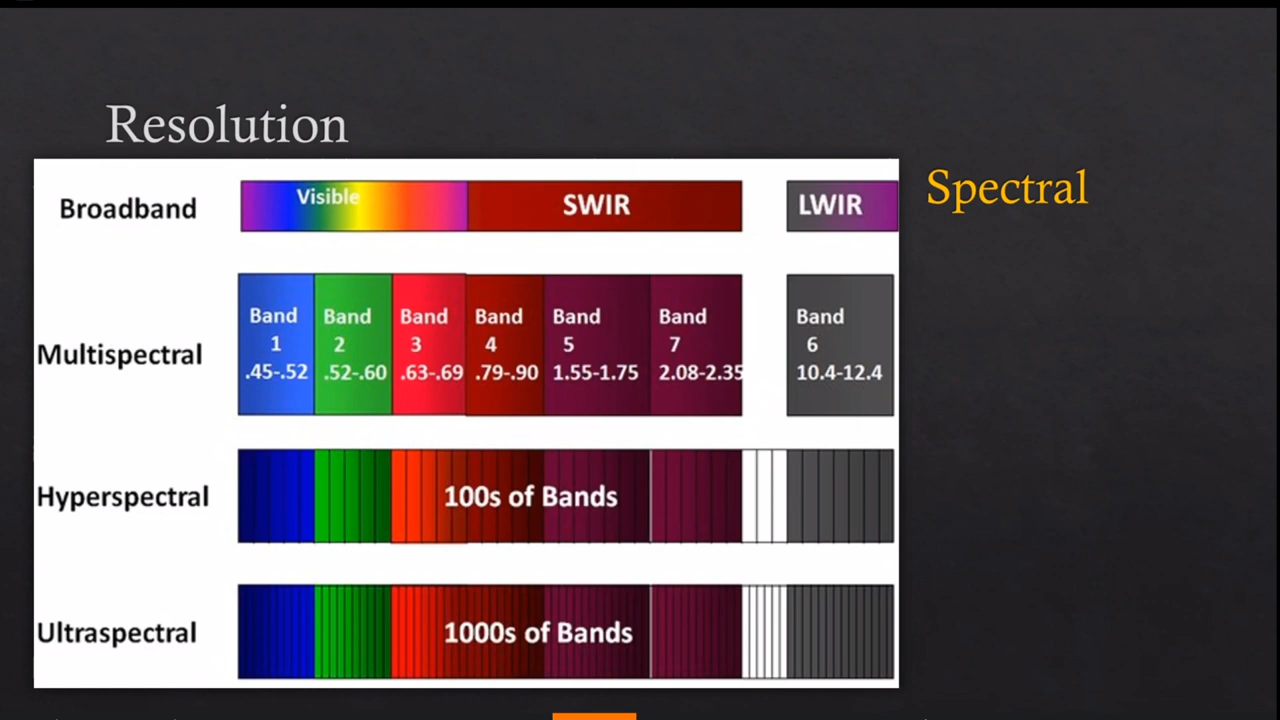 Resolution
Spectral
Broadband
Visible
SWIR
LWIR
Multispectral
Band
1
.45-.52
Band
2
.52-.60
Band
3
.63-.69
Band
4
.79-.90
Band
5
1.55-1.75
Band
7
2.08-2.35
Band
6
10.4-12.4
Hyperspectral
100s of Bands
Ultraspectral
1000s of Bands